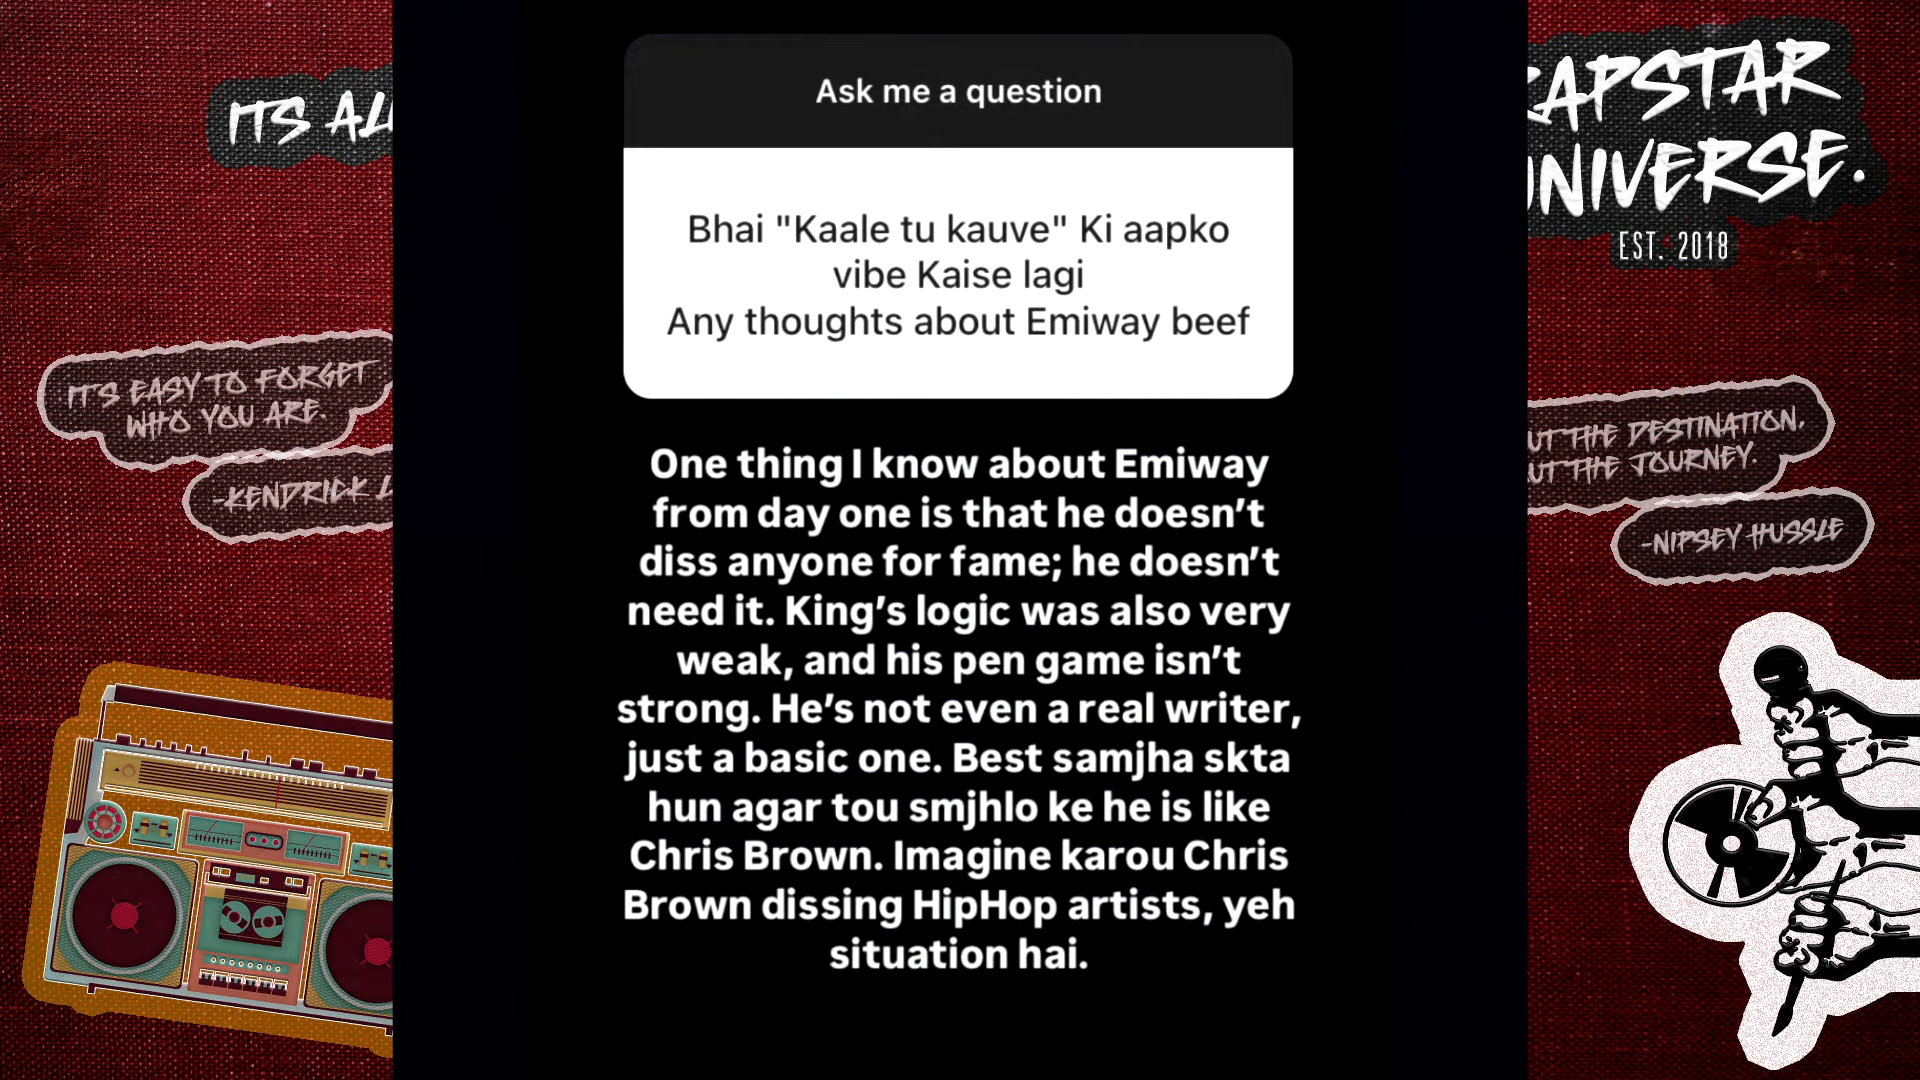 Ask me a question
Bhai "Kaale tu kauve" Ki aapko
vibe Kaise lagi
Any thoughts about Emiway beef
One thing I know about Emiway
from day one is that he doesn’t
diss anyone for fame; he doesn’t
need it. King’s logic was also very
weak, and his pen game isn’t
strong. He’s not even a real writer,
just a basic one. Best samjha skta
hun agar tou smjhlo ke he is like
Chris Brown. Imagine karou Chris
Brown dissing HipHop artists, yeh
situation hai.
ITS
IT'S EASY TO FORGET
WHO YOU ARE.
-KENDRICK
UNIVERSE.
EST. 2018
THE DESTINATION,
THE JOURNEY.
-NIPSEY HUSSLE